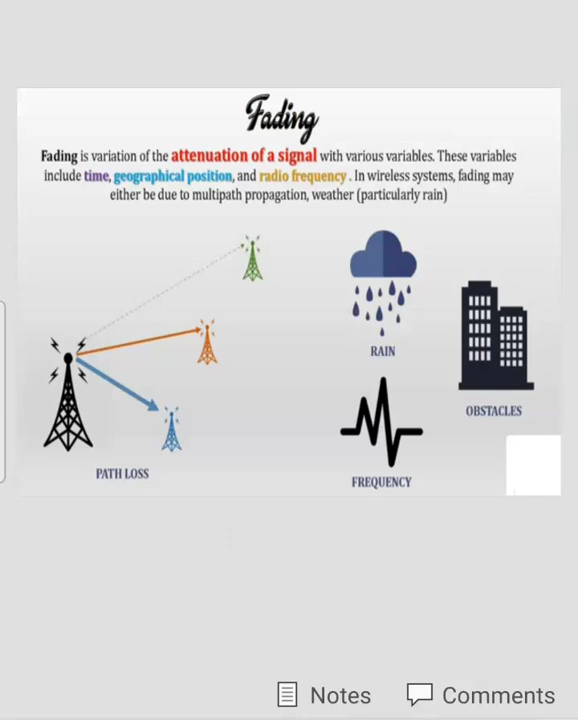 Fading
Fading is variation of the attenuation of a signal with various variables. These variables
include time, geographical position, and radio frequency . In wireless systems, fading may
either be due to multipath propagation, weather (particularly rain)
RAIN
OBSTACLES
PATH LOSS
FREQUENCY
Notes
Comments